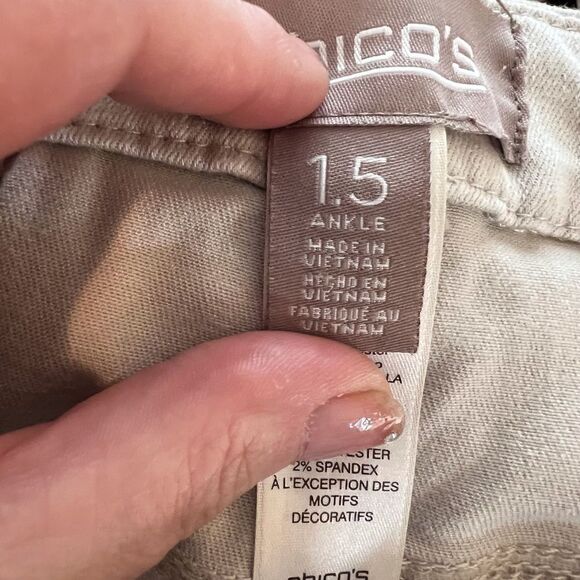 chico's
1.5
ANKLE
MADE IN
VIETNAM
HECHO EN
VIETNAM
FABRIQUÉ AU
VIETNAM
LA
2% SPANDEX
À L'EXCEPTION DES
MOTIFS
DÉCORATIFS
chico's